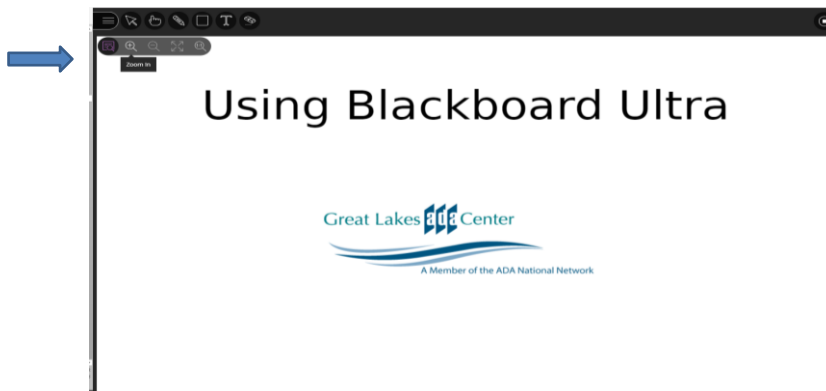 T
Zoom In
Using Blackboard Ultra
Great Lakes ada Center
A Member of the ADA National Network